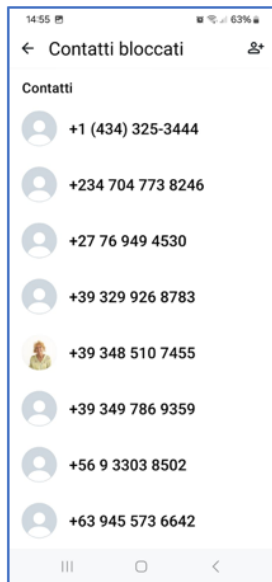 14:55 63%
Contatti bloccati
Contatti
+1 (434) 325-3444
+234 704 773 8246
+27 76 949 4530
+39 329 926 8783
+39 348 510 7455
+39 349 786 9359
+56 9 3303 8502
+63 945 573 6642